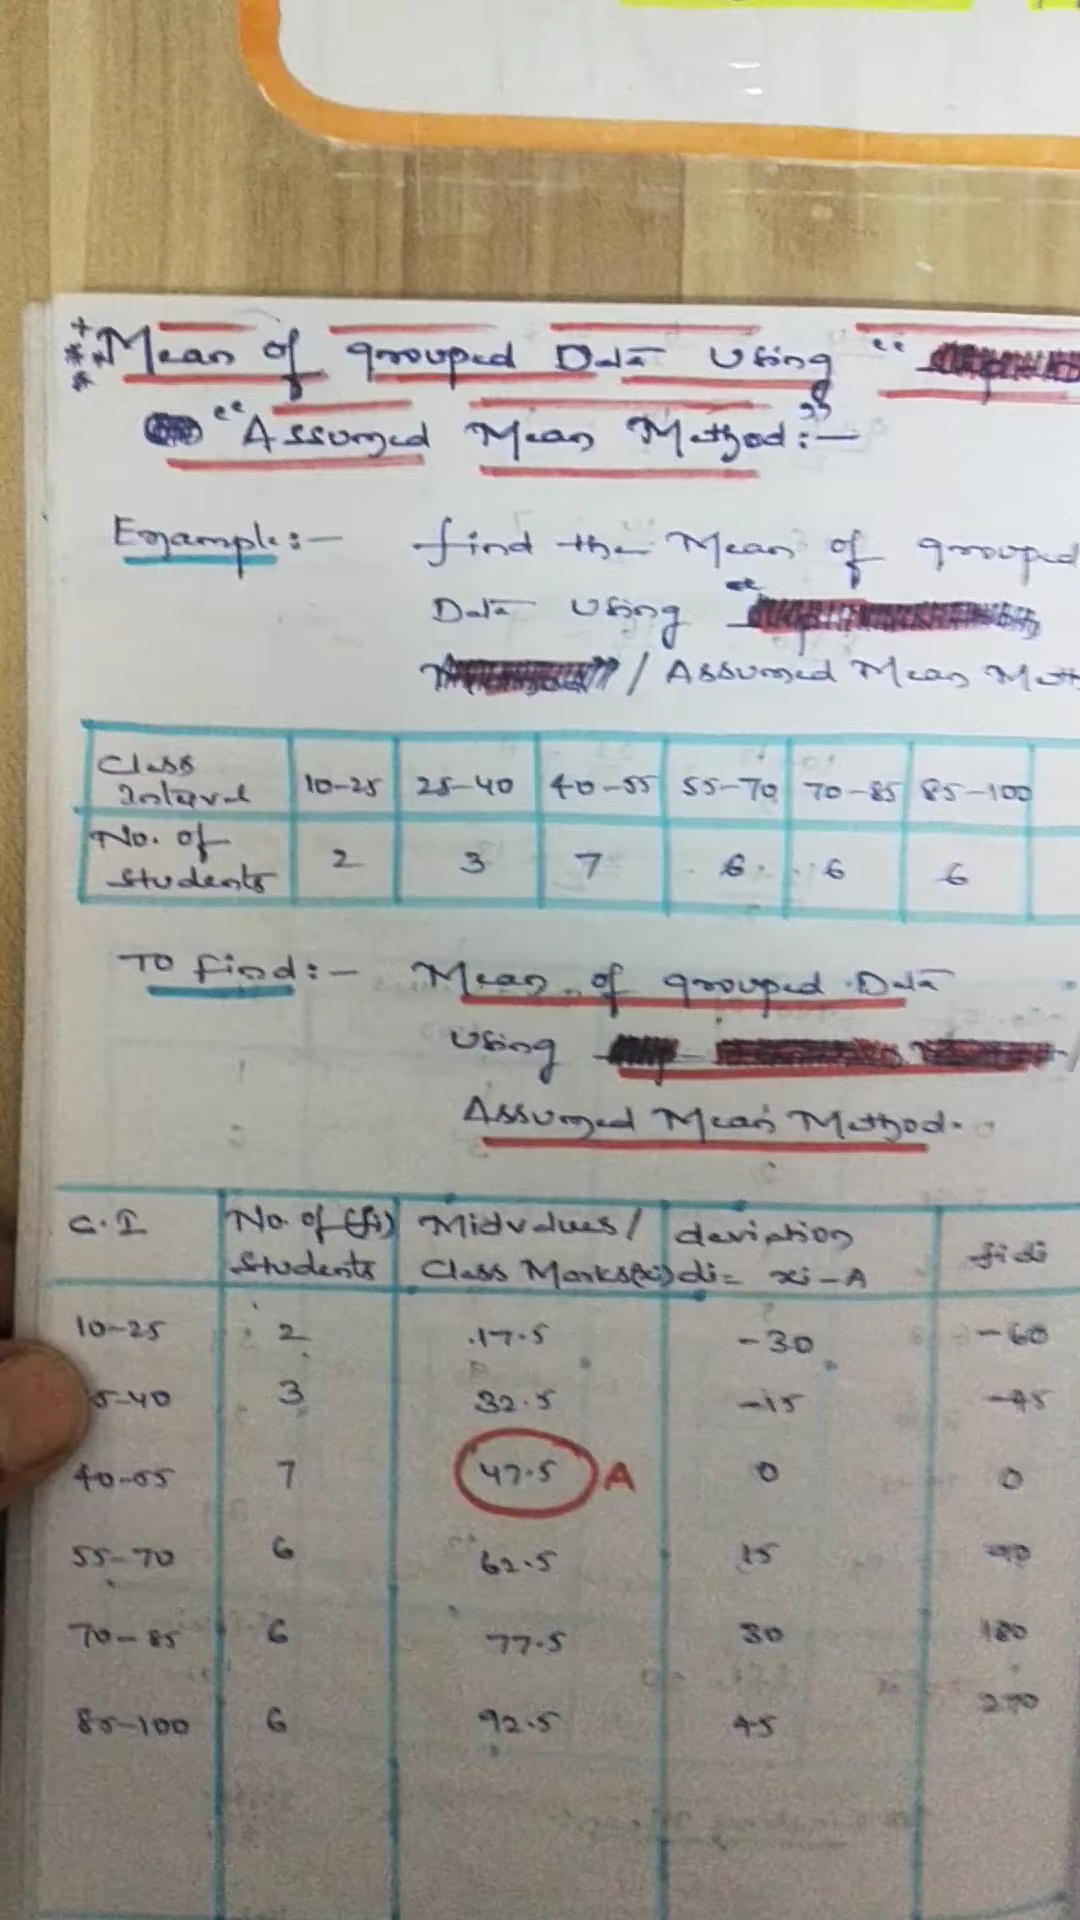 Mean of grouped Data Using "
"Assumed Mean Method:-"
Example:- find the Mean of grouped
Data Using "
/ Assumed Mean
Class Interval 10-25 25-40 40-55 55-70 70-85 85-100
No. of Students 2 3 7 6 6 6
To find:- Mean of grouped Data
Using
Assumed Mean Method.
C.I No. of (fi) Students Midvalues/ Class Marks(xi) deviation di= xi-A fidi
10-25 2 17.5 -30 -60
5-40 3 32.5 -15 -45
40-55 7 47.5 A 0 0
55-70 6 62.5 15 90
70-85 6 77.5 30 180
85-100 6 92.5 45 270